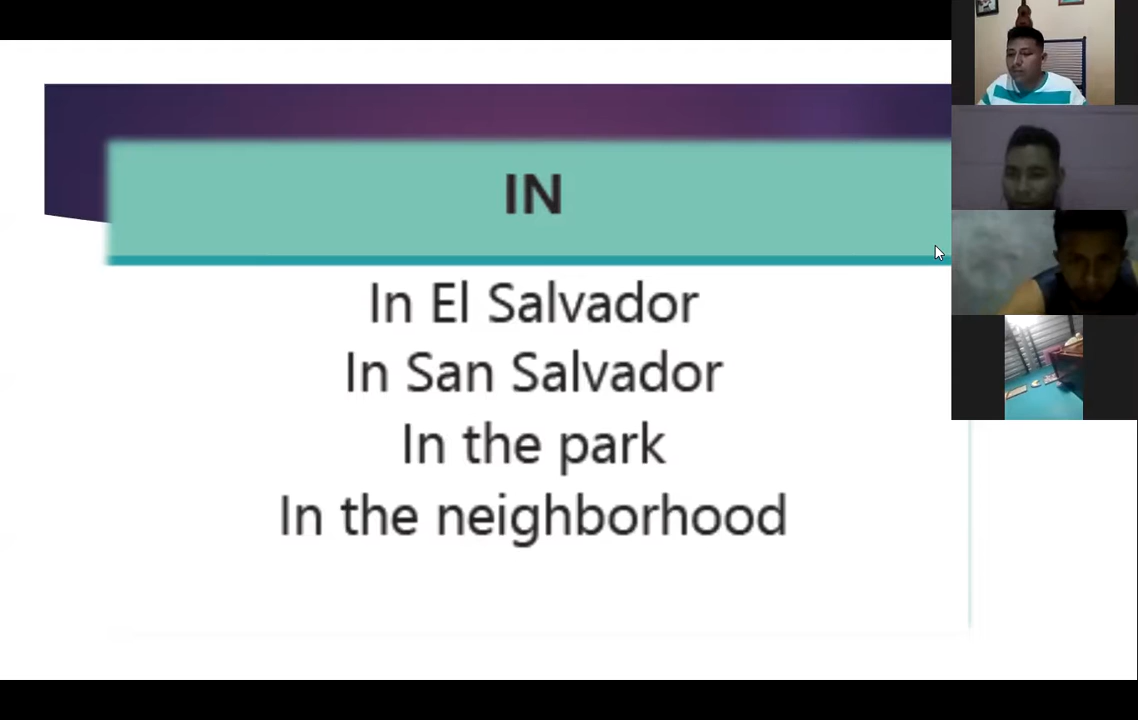 IN
In El Salvador
In San Salvador
In the park
In the neighborhood